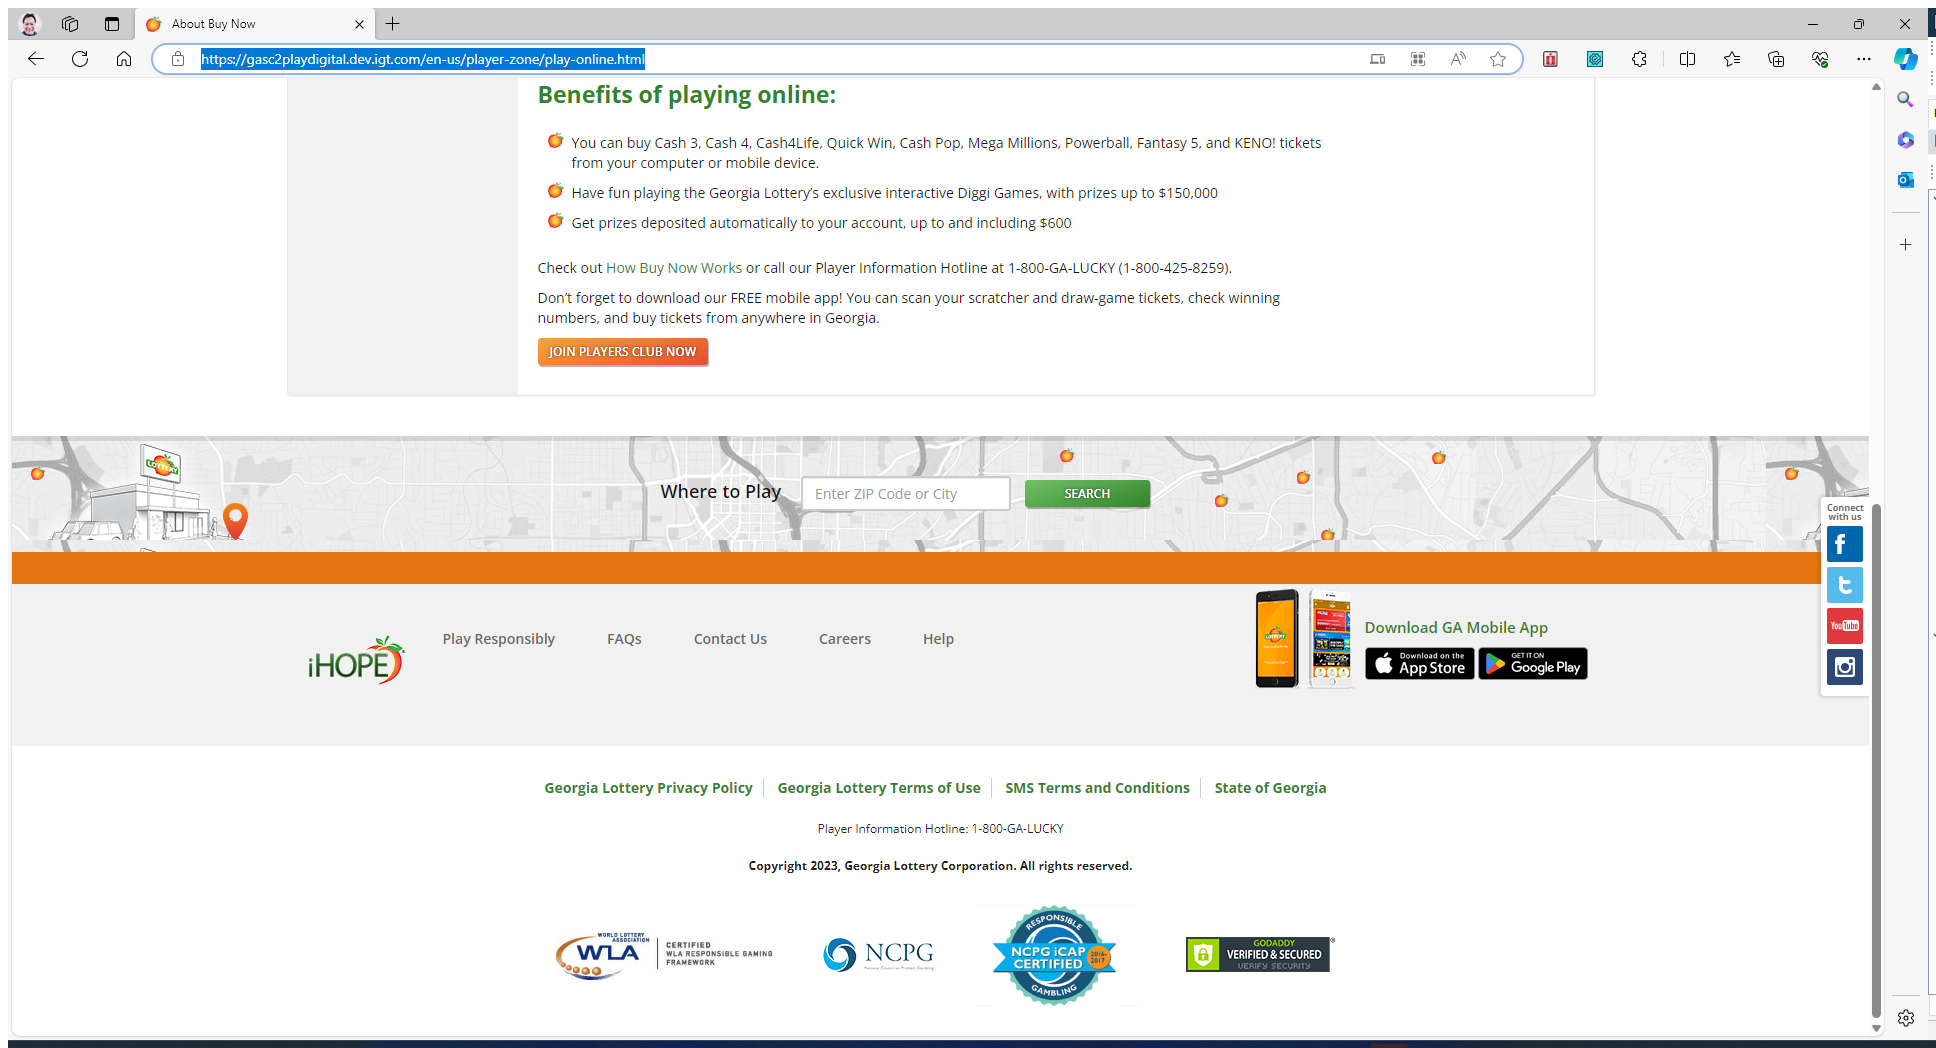 About Buy Now
https://gasc2playdigital.dev.igt.com/en-us/player-zone/play-online.html
Benefits of playing online:
You can buy Cash 3, Cash 4, Cash4Life, Quick Win, Cash Pop, Mega Millions, Powerball, Fantasy 5, and KENO! tickets
from your computer or mobile device.
Have fun playing the Georgia Lottery’s exclusive interactive Diggi Games, with prizes up to $150,000
Get prizes deposited automatically to your account, up to and including $600
Check out How Buy Now Works or call our Player Information Hotline at 1-800-GA-LUCKY (1-800-425-8259).
Don’t forget to download our FREE mobile app! You can scan your scratcher and draw-game tickets, check winning
numbers, and buy tickets from anywhere in Georgia.
JOIN PLAYERS CLUB NOW
LOTTERY
Where to Play
Enter ZIP Code or City
SEARCH
Connect
with us
YouTube
iHOPE
Play Responsibly
FAQs
Contact Us
Careers
Help
LOTTERY
Download GA Mobile App
Download on the
App Store
GET IT ON
Google Play
Georgia Lottery Privacy Policy
Georgia Lottery Terms of Use
SMS Terms and Conditions
State of Georgia
Player Information Hotline: 1-800-GA-LUCKY
Copyright 2023, Georgia Lottery Corporation. All rights reserved.
WORLD LOTTERY
ASSOCIATION
WLA
CERTIFIED
WLA RESPONSIBLE GAMING
FRAMEWORK
NCPG
National Council on Problem Gambling
RESPONSIBLE
NCPG iCAP
CERTIFIED
2016-
2017
GAMBLING
GODADDY
VERIFIED & SECURED
VERIFY SECURITY